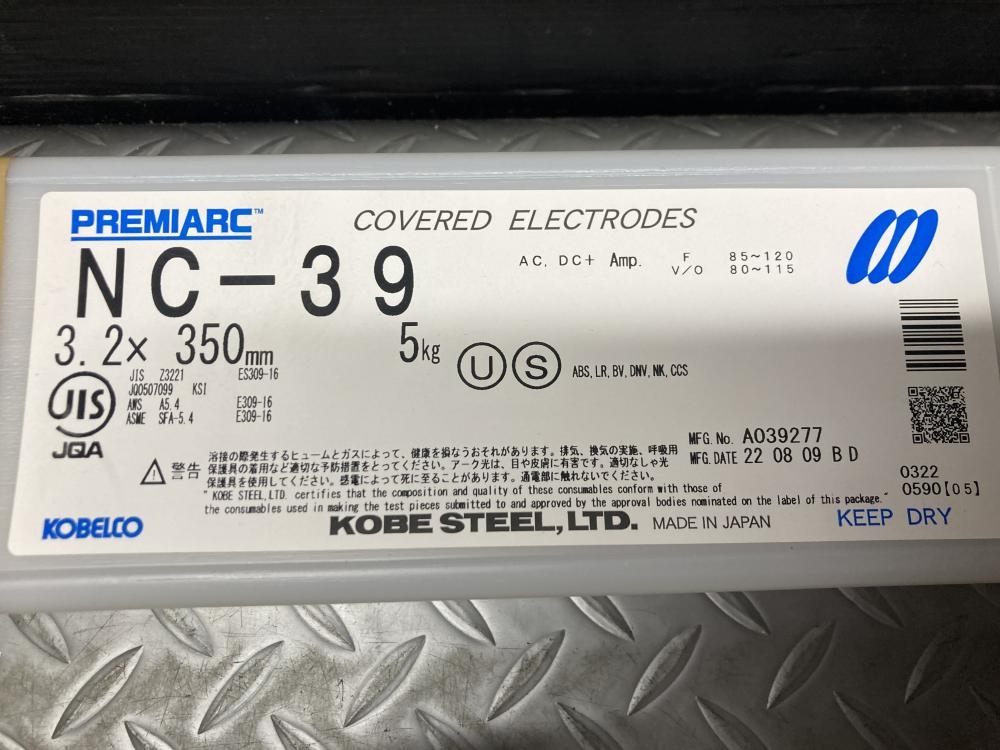 PREMIARC™
COVERED ELECTRODES
NC-39
AC, DC+ Amp. F 85~120
V/O 80~115
3.2× 350mm
5kg
U S ABS, LR, BV, DNV, NK, CCS
JIS
JQA
JIS Z3221 ES309-16
JQ0507099 KSI
AWS A5.4 E309-16
ASME SFA-5.4 E309-16
MFG. No. A039277
MFG. DATE 22 08 09 B D
警告
溶接の際発生するヒュームとガスによって、健康を損なうおそれがあります。排気、換気の実施、呼吸用
保護具の着用など適切な予防措置をとってください。アーク光は、目や皮膚に有害です。適切なしゃ光
保護具を使用してください。感電によって死に至ることがあります。通電部に触れないでください。
" KOBE STEEL,LTD. certifies that the composition and quality of these consumables conform with those of
the consumables used in making the test pieces submitted to and approved by the approval bodies nominated on the label of this package."
0322
0590[05]
KOBELCO
KOBE STEEL, LTD. MADE IN JAPAN
KEEP DRY